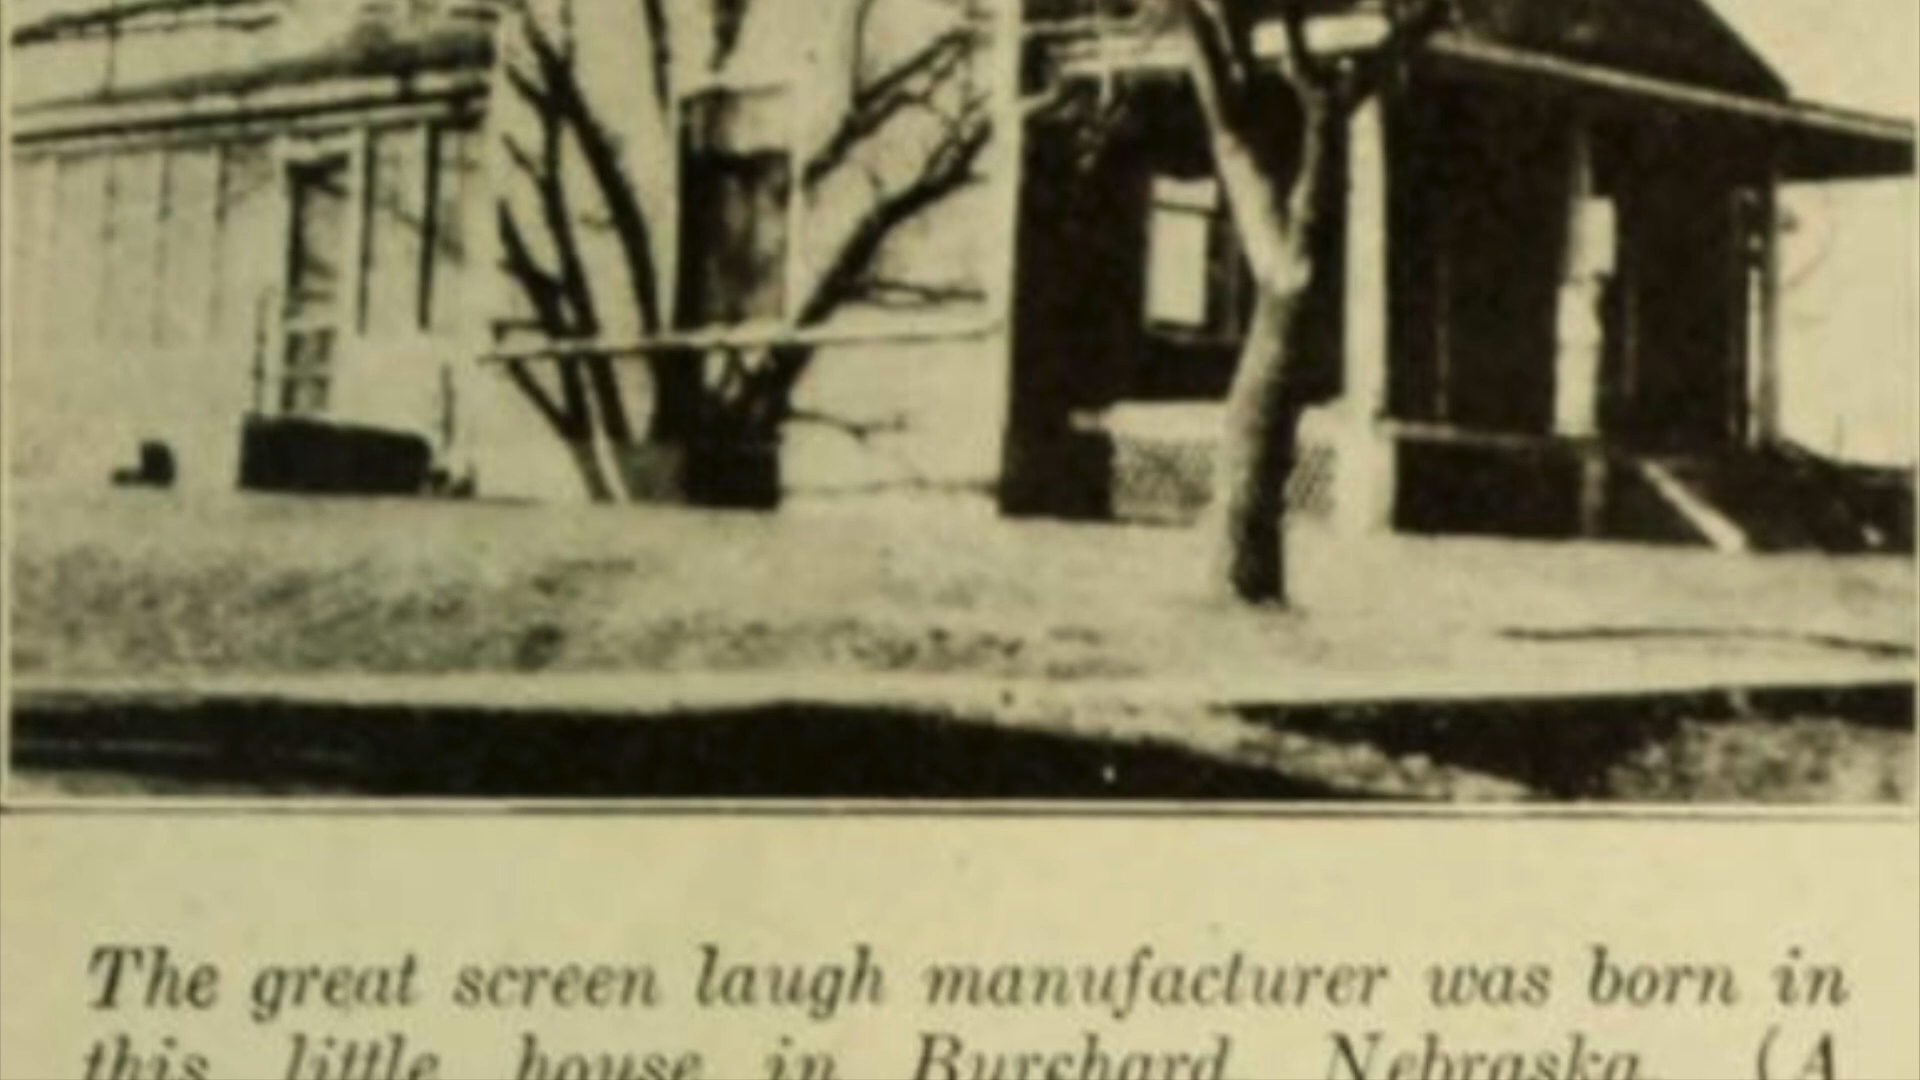 The great screen laugh manufacturer was born in
this little house in Burchard, Nebraska. (A